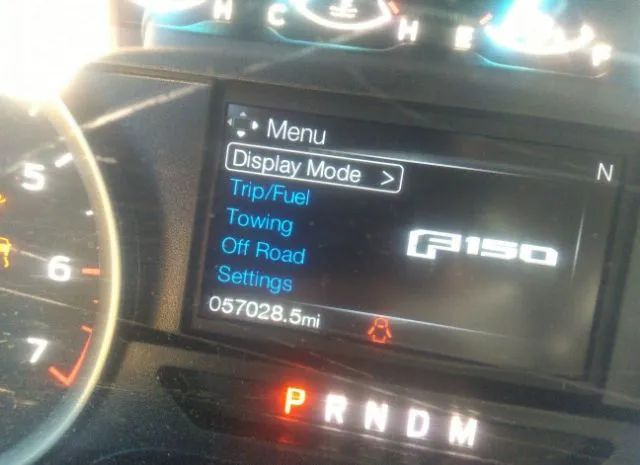 H C H E F
Menu
N
Display Mode >
Trip/Fuel
Towing
F150
Off Road
Settings
057028.5mi
5
6
7
P R N D M